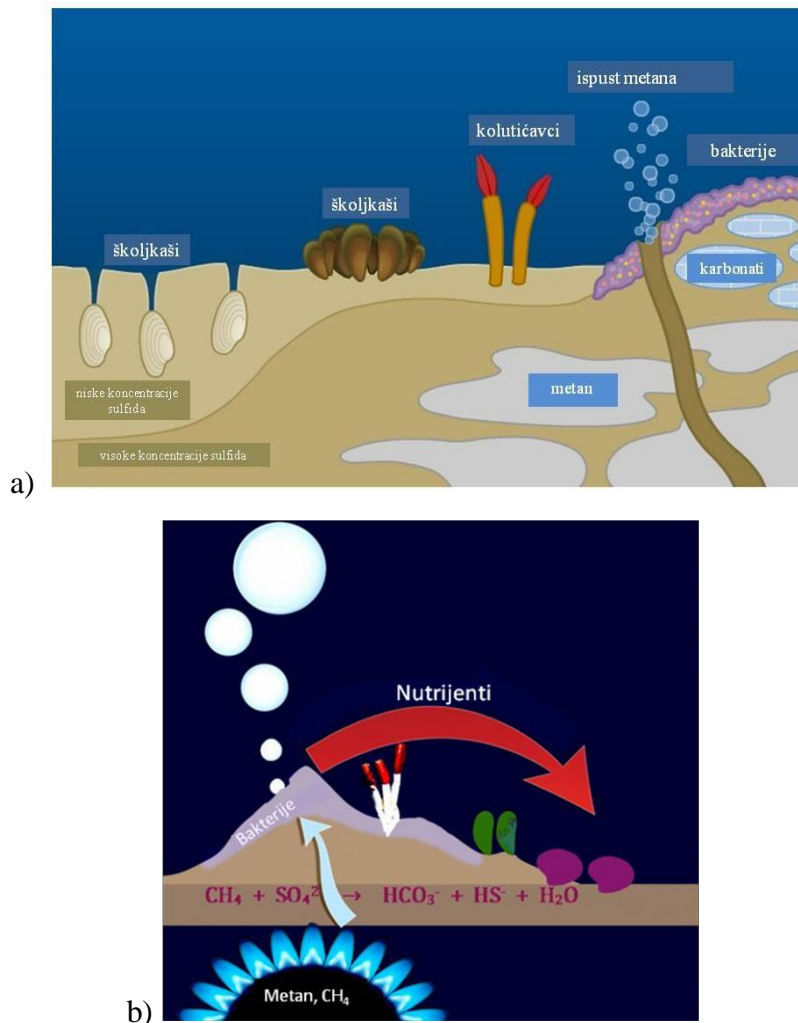 ispust metana
kolutićavci
bakterije
školjkaši
školjkaši
karbonati
metan
niske koncentracije
sulfida
visoke koncentracije sulfida
a)
Nutrijenti
Bakterije
CH₄ + SO₄²⁻ → HCO₃⁻ + HS⁻ + H₂O
Metan, CH₄
b)